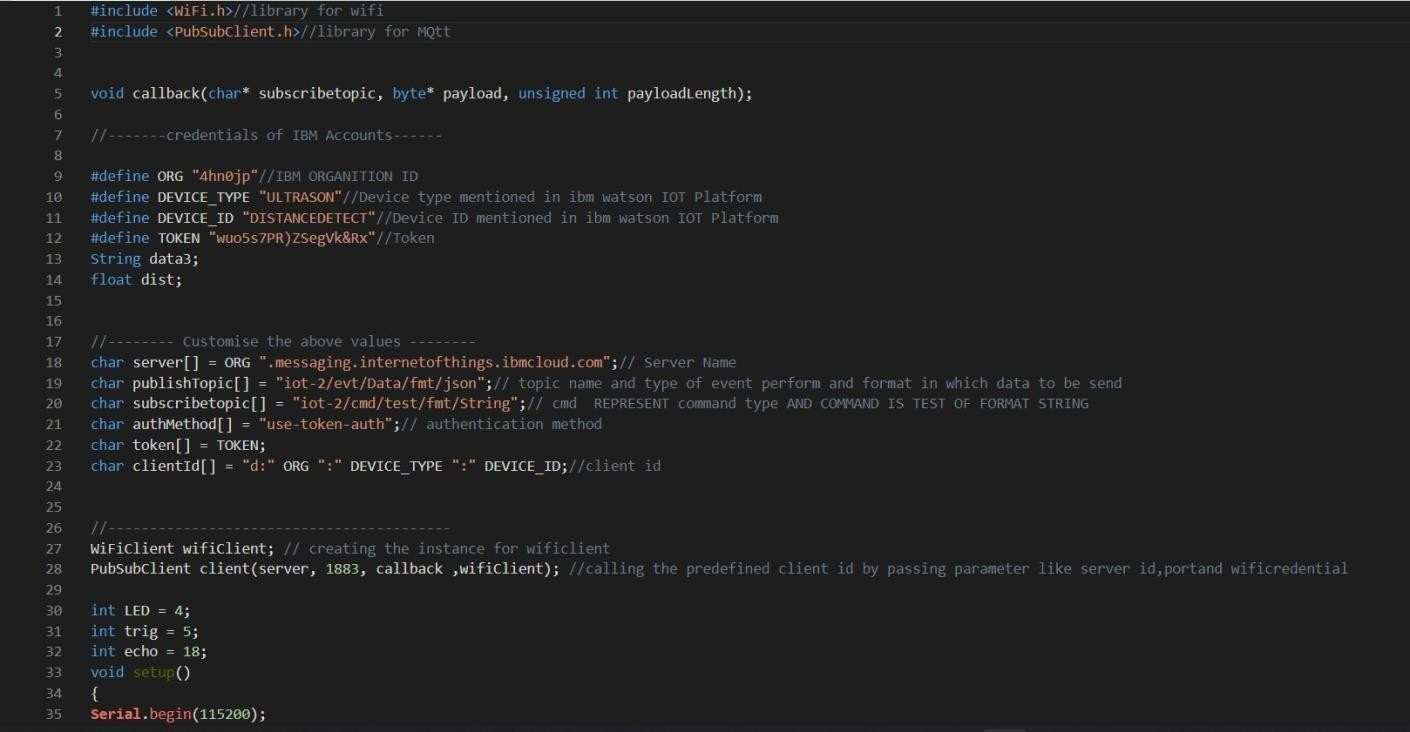 1 #include <WiFi.h>//library for wifi
2 #include <PubSubClient.h>//library for MQtt
3
4
5 void callback(char* subscribetopic, byte* payload, unsigned int payloadLength);
6
7 //-------credentials of IBM Accounts------
8
9 #define ORG "4hn0jp"//IBM ORGANITION ID
10 #define DEVICE_TYPE "ULTRASON"//Device type mentioned in ibm watson IOT Platform
11 #define DEVICE_ID "DISTANCEDETECT"//Device ID mentioned in ibm watson IOT Platform
12 #define TOKEN "wuo5s7PR)ZSegVk&Rx"//Token
13 String data3;
14 float dist;
15
16
17 //-------- Customise the above values --------
18 char server[] = ORG ".messaging.internetofthings.ibmcloud.com";// Server Name
19 char publishTopic[] = "iot-2/evt/Data/fmt/json";// topic name and type of event perform and format in which data to be send
20 char subscribetopic[] = "iot-2/cmd/test/fmt/String";// cmd  REPRESENT command type AND COMMAND IS TEST OF FORMAT STRING
21 char authMethod[] = "use-token-auth";// authentication method
22 char token[] = TOKEN;
23 char clientId[] = "d:" ORG ":" DEVICE_TYPE ":" DEVICE_ID;//client id
24
25
26 //-----------------------------------------
27 WiFiClient wifiClient; // creating the instance for wificlient
28 PubSubClient client(server, 1883, callback ,wifiClient); //calling the predefined client id by passing parameter like server id,portand wificredential
29
30 int LED = 4;
31 int trig = 5;
32 int echo = 18;
33 void setup()
34 {
35 Serial.begin(115200);